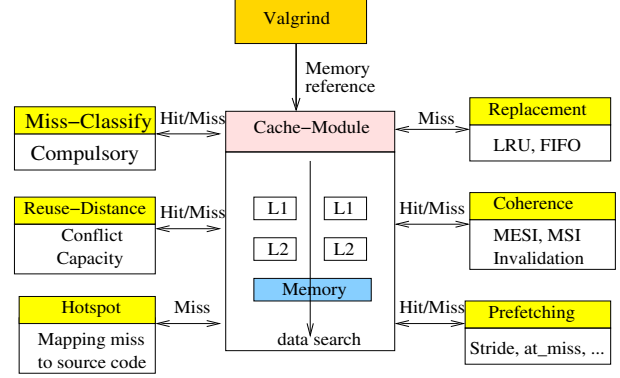 Valgrind
Memory
reference
Miss−Classify
Compulsory
Hit/Miss
Cache−Module
Miss
Replacement
LRU, FIFO
Reuse−Distance
Conflict
Capacity
Hit/Miss
L1
L1
L2
L2
Memory
data search
Hit/Miss
Coherence
MESI, MSI
Invalidation
Hotspot
Mapping miss
to source code
Miss
Hit/Miss
Prefetching
Stride, at_miss, ...